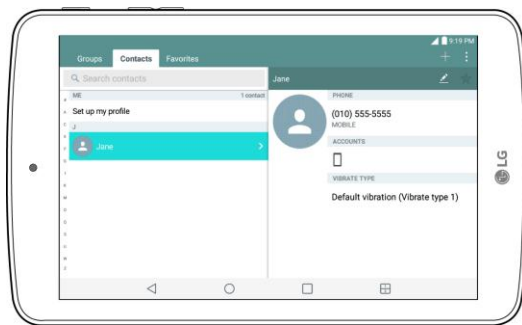 9:19 PM
Groups Contacts Favorites
Search contacts
ME 1 contact
Set up my profile
J
Jane
Jane
PHONE
(010) 555-5555
MOBILE
ACCOUNTS
VIBRATE TYPE
Default vibration (Vibrate type 1)
LG